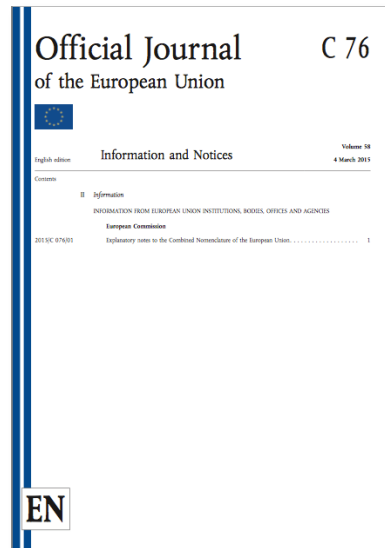 Official Journal C 76
of the European Union
Volume 58
English edition Information and Notices 4 March 2015
Contents
II Information
INFORMATION FROM EUROPEAN UNION INSTITUTIONS, BODIES, OFFICES AND AGENCIES
European Commission
2015/C 076/01 Explanatory notes to the Combined Nomenclature of the European Union. . . . . . . . . . . . . . . . . . . 1
EN